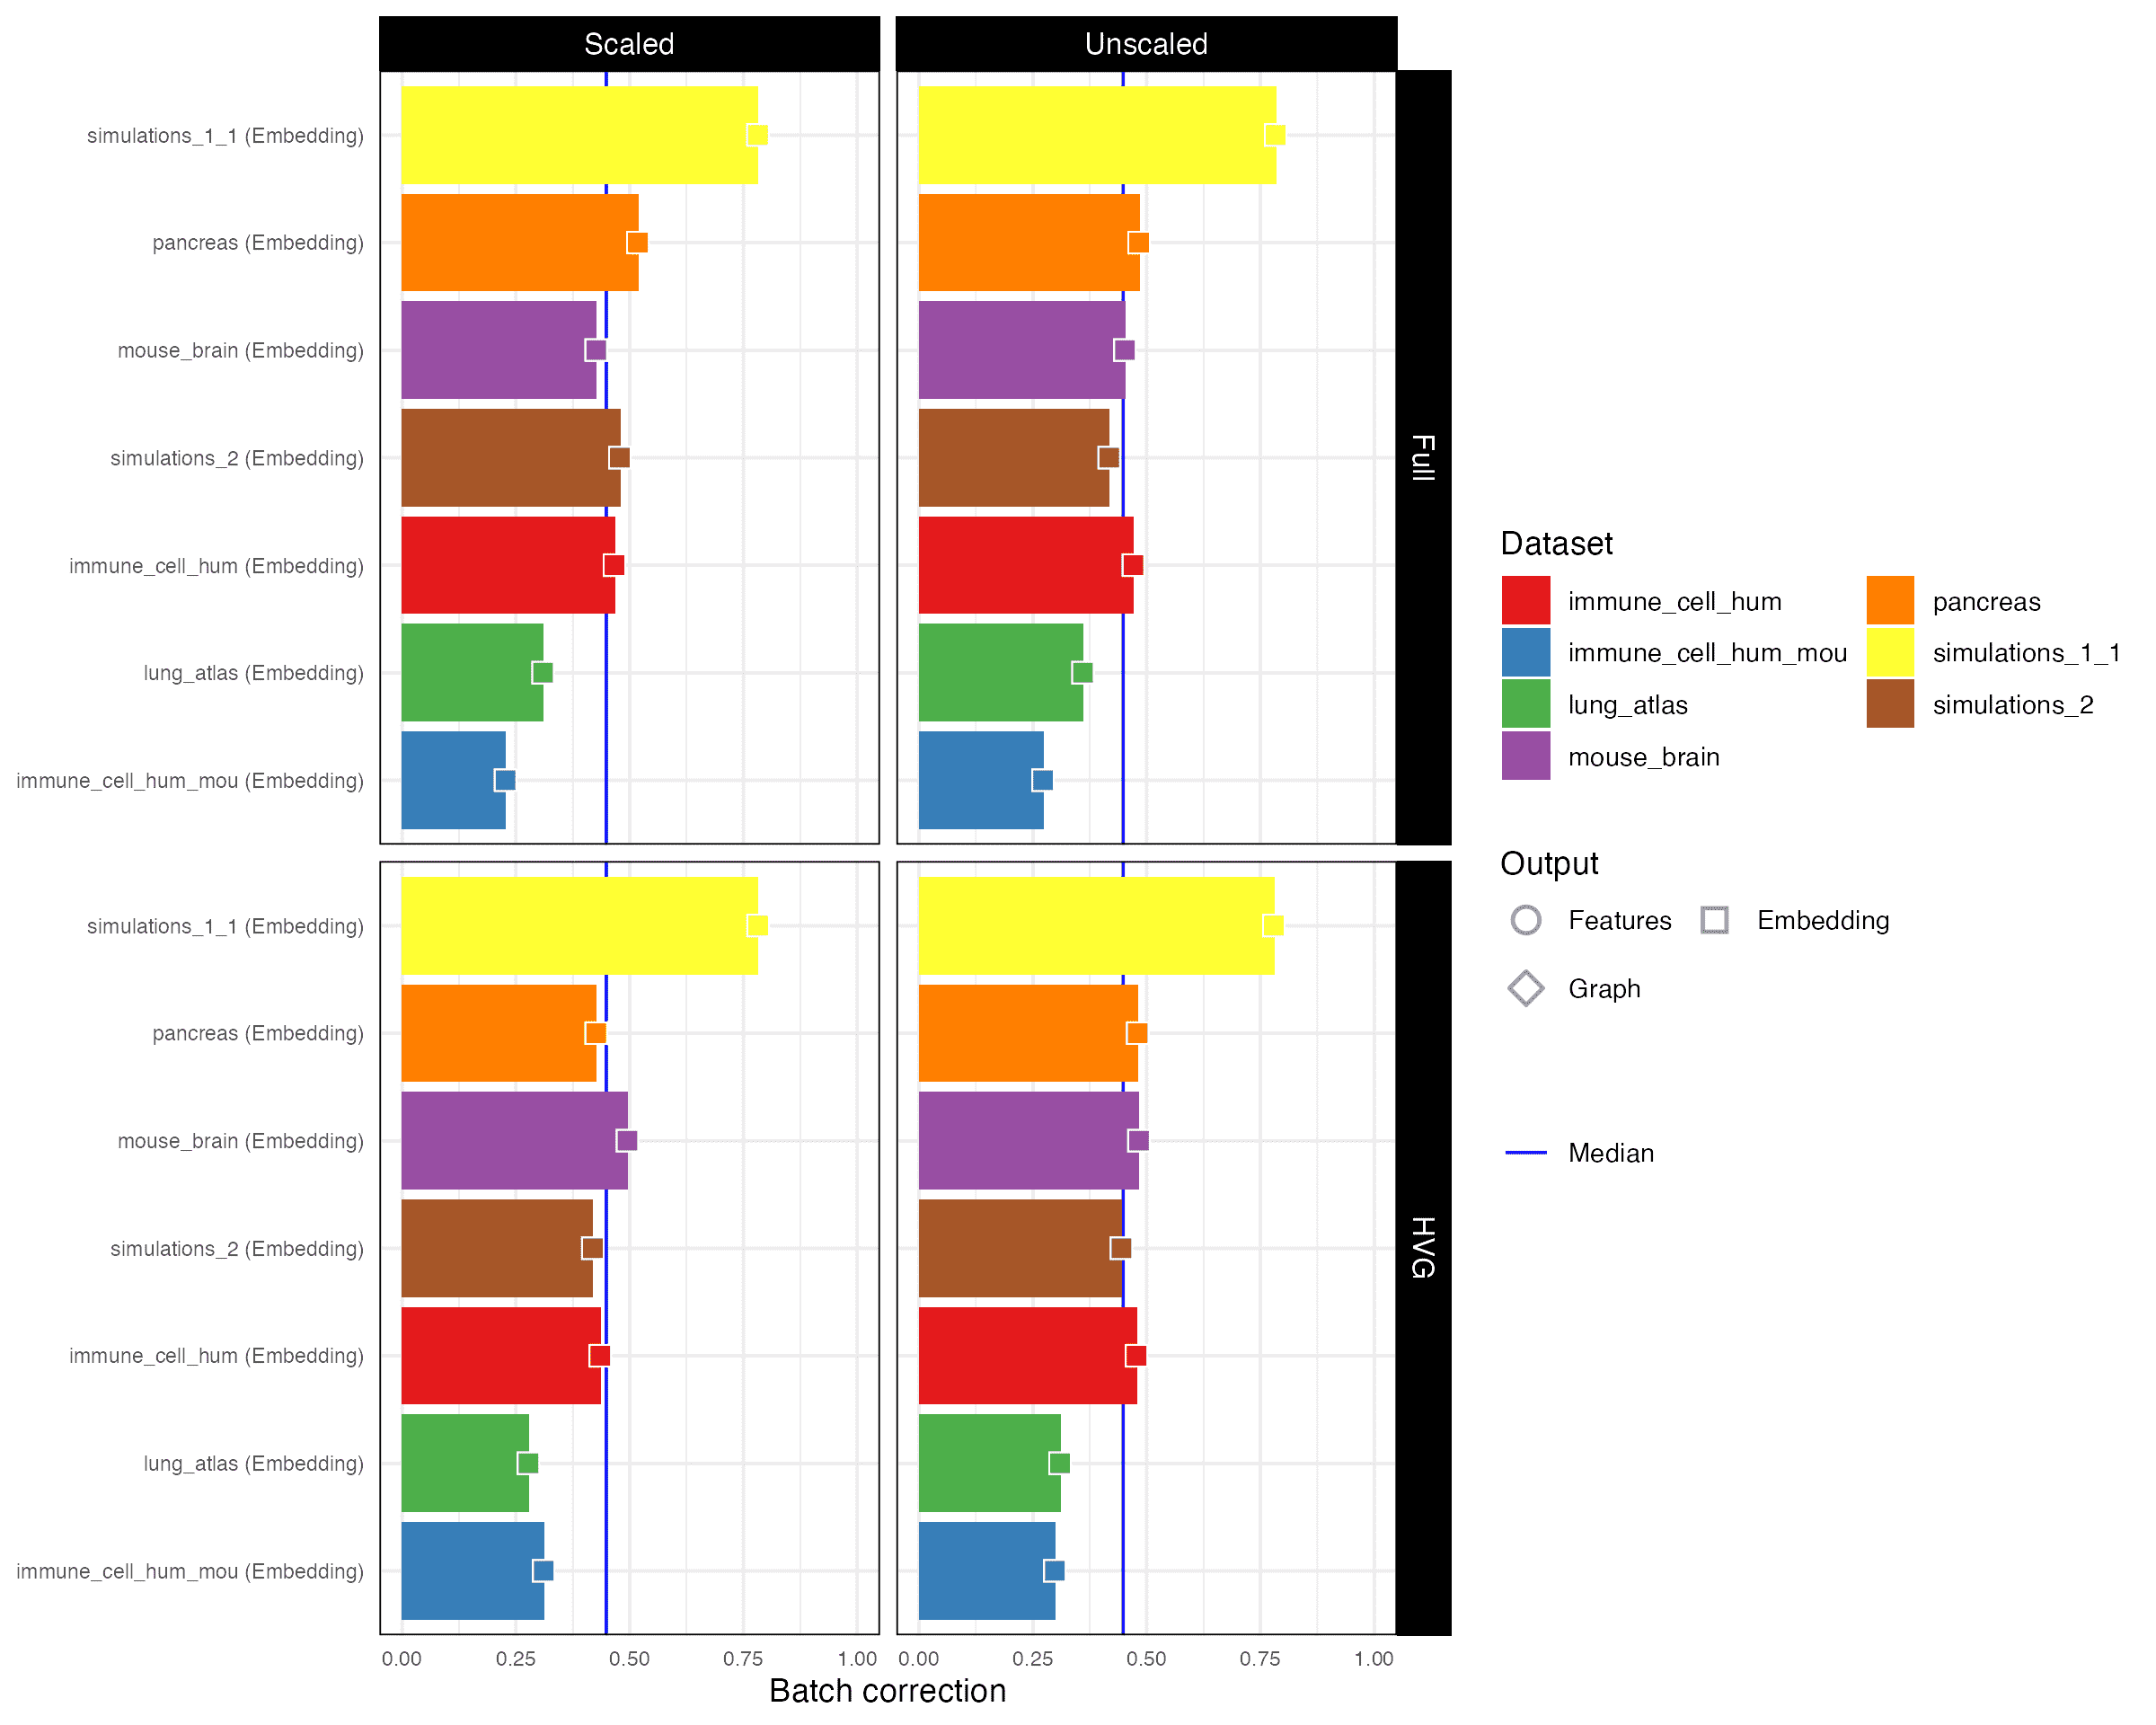 Scaled
Unscaled
simulations_1_1 (Embedding)
pancreas (Embedding)
mouse_brain (Embedding)
simulations_2 (Embedding)
immune_cell_hum (Embedding)
lung_atlas (Embedding)
immune_cell_hum_mou (Embedding)
Full
simulations_1_1 (Embedding)
pancreas (Embedding)
mouse_brain (Embedding)
simulations_2 (Embedding)
immune_cell_hum (Embedding)
lung_atlas (Embedding)
immune_cell_hum_mou (Embedding)
HVG
0.00 0.25 0.50 0.75 1.00
0.00 0.25 0.50 0.75 1.00
Batch correction
Dataset
immune_cell_hum
pancreas
immune_cell_hum_mou
simulations_1_1
lung_atlas
simulations_2
mouse_brain
Output
Features
Embedding
Graph
Median